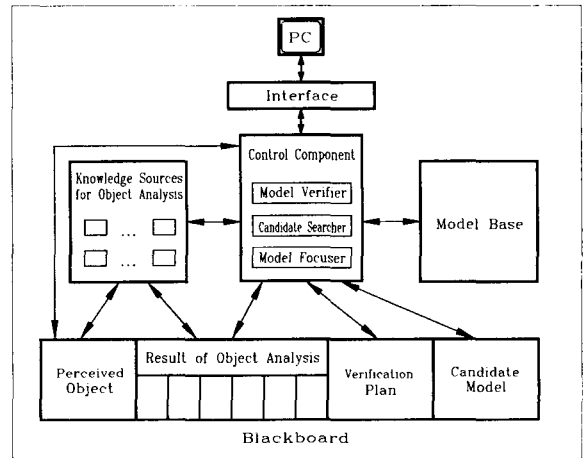 PC
Interface
Control Component
Model Verifier
Candidate Searcher
Model Focuser
Knowledge Sources
for Object Analysis
...
...
Model Base
Perceived
Object
Result of Object Analysis
Verification
Plan
Candidate
Model
Blackboard